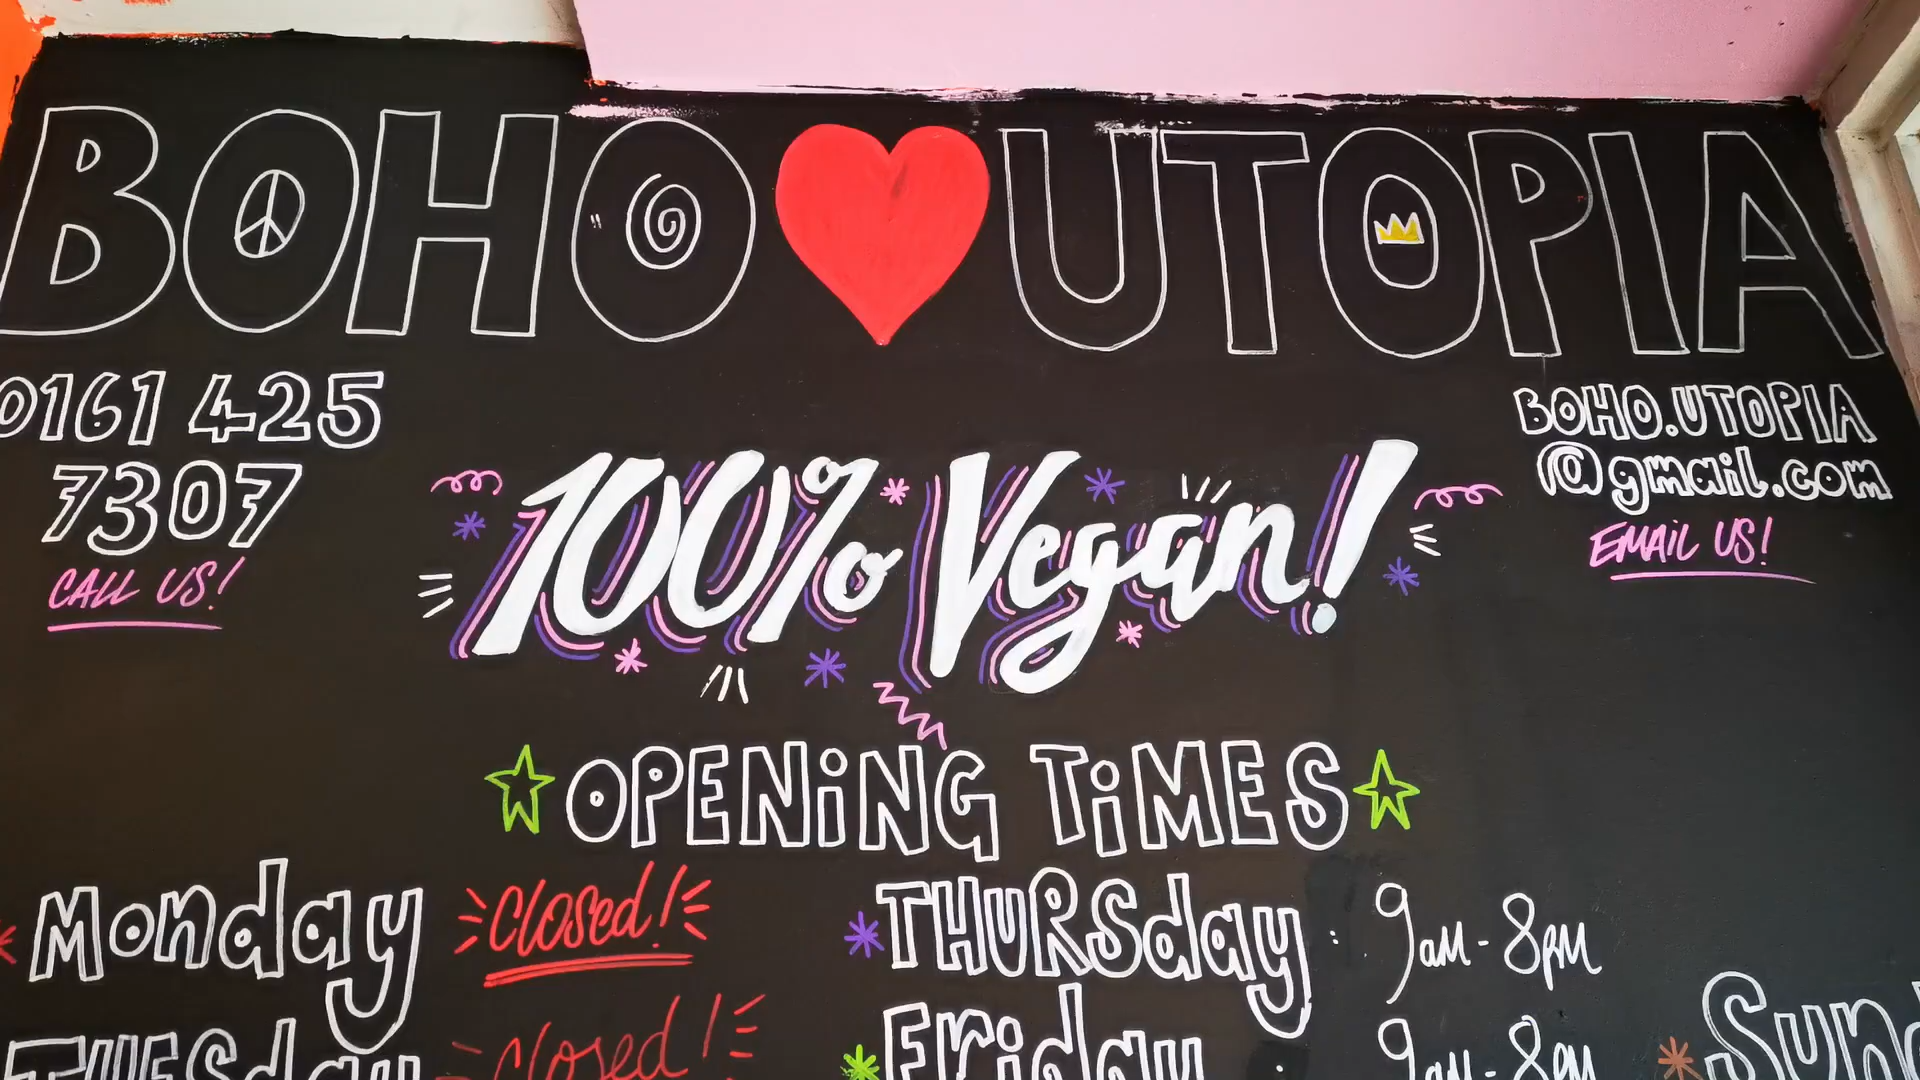 BOHO UTOPIA
0161 425
7307
CALL US!
BOHO.UTOPIA
@gmail.com
EMAiL US!
100% Vegan!
OPENiNG TiMES
Monday Closed!
THURSday : 9am - 8pm
TUESday Closed!
Friday : 9am - 8pm